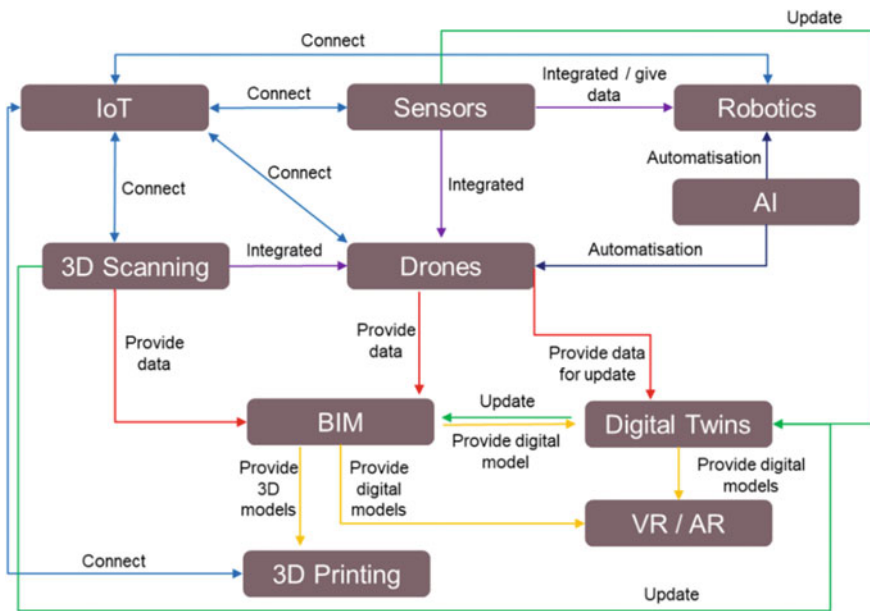 Update
Connect
IoT
Connect
Sensors
Integrated / give
data
Robotics
Automatisation
Connect
Connect
Integrated
AI
3D Scanning
Integrated
Drones
Automatisation
Provide
data
Provide
data
Provide data
for update
BIM
Update
Provide digital
model
Digital Twins
Provide
3D
models
Provide
digital
models
Provide digital
models
VR / AR
Connect
3D Printing
Update